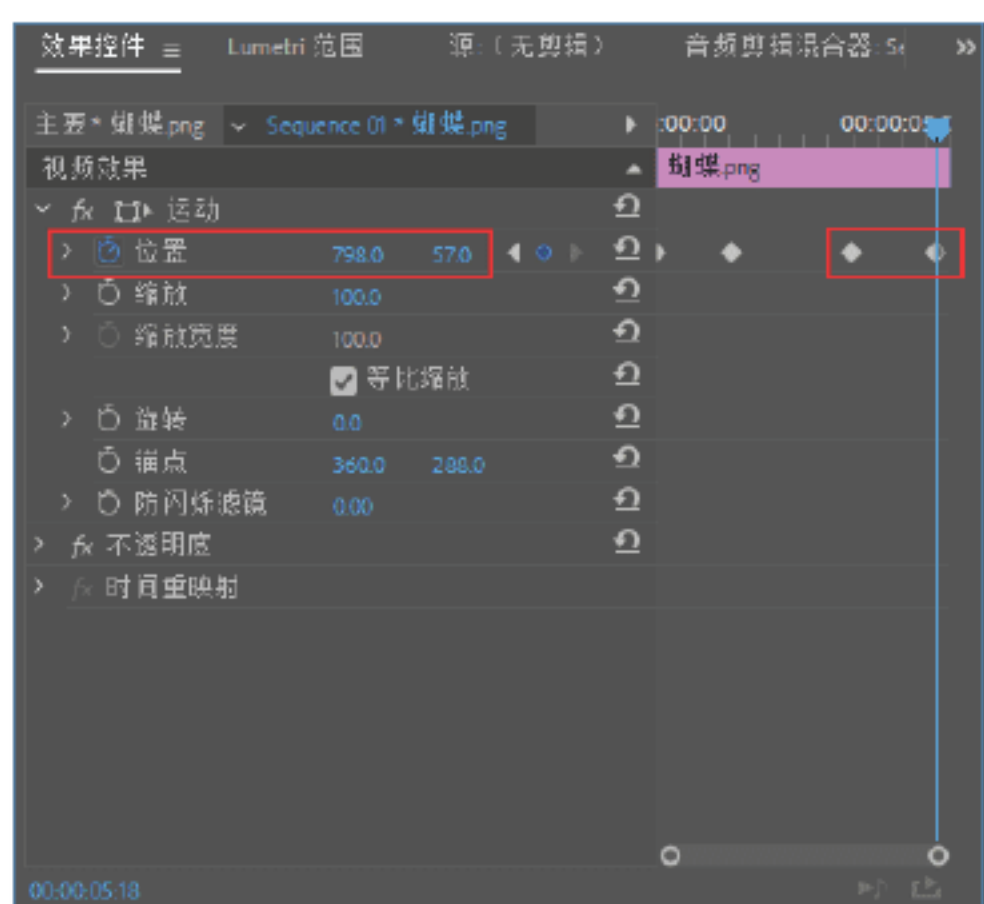 效果控件 Lumetri 范围 源:(无剪辑) 音频剪辑混合器: Se
主要*蝴蝶.png Sequence 01*蝴蝶.png :00:00 00:00:05:
视频效果 蝴蝶.png
fx 运动
位置 798.0 57.0
缩放 100.0
缩放宽度 100.0
等比缩放
旋转 0.0
锚点 360.0 288.0
防闪烁滤镜 0.00
fx 不透明度
fx 时间重映射
00:00:05:18